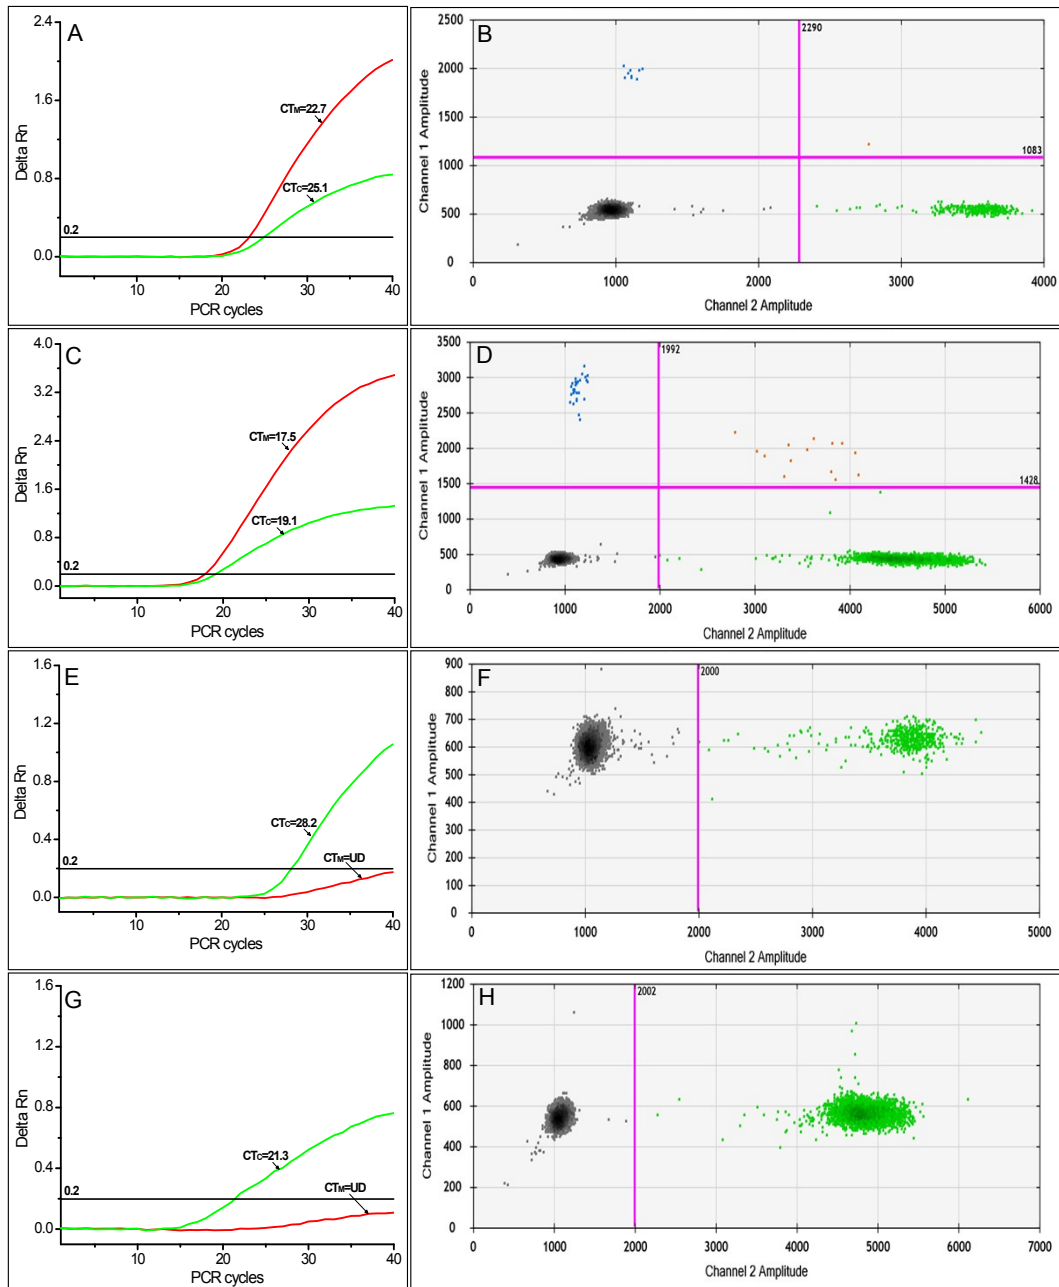 A
2.4
1.6
0.8
0.0
Delta Rn
CTM=22.7
CTC=25.1
0.2
10 20 30 40
PCR cycles
B
2290
1083
2500
2000
1500
1000
500
0
Channel 1 Amplitude
0 1000 2000 3000 4000
Channel 2 Amplitude
C
4.0
3.2
2.4
1.6
0.8
0.0
Delta Rn
CTM=17.5
CTC=19.1
0.2
10 20 30 40
PCR cycles
D
1992
1428
3500
3000
2500
2000
1500
1000
500
0
Channel 1 Amplitude
0 1000 2000 3000 4000 5000 6000
Channel 2 Amplitude
E
1.6
1.2
0.8
0.4
0.0
Delta Rn
CTC=28.2
CTM=UD
0.2
10 20 30 40
PCR cycles
F
2000
900
800
700
600
500
400
300
200
100
0
Channel 1 Amplitude
0 1000 2000 3000 4000 5000
Channel 2 Amplitude
G
1.6
1.2
0.8
0.4
0.0
Delta Rn
CTC=21.3
CTM=UD
0.2
10 20 30 40
PCR cycles
H
2002
1200
1000
800
600
400
200
0
Channel 1 Amplitude
0 1000 2000 3000 4000 5000 6000 7000
Channel 2 Amplitude